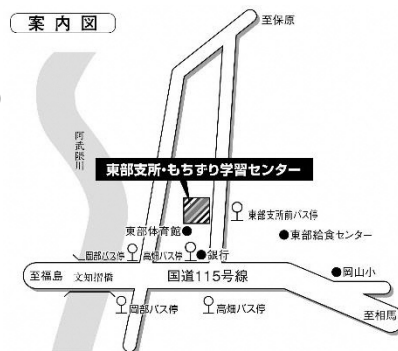 案内図
至保原
阿武隈川
東部支所・もちずり学習センター
東部支所前バス停
東部体育館
東部給食センター
岡部バス停
高畑バス停
銀行
至福島
文知摺橋
国道115号線
岡山小
岡部バス停
高畑バス停
至相馬